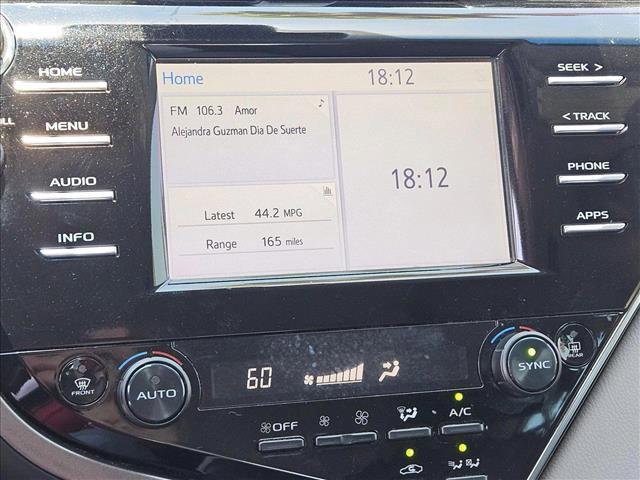 Home 18:12
FM 106.3 Amor
Alejandra Guzman Dia De Suerte
18:12
Latest 44.2 MPG
Range 165 miles
HOME
MENU
AUDIO
INFO
SEEK >
< TRACK
PHONE
APPS
FRONT
AUTO
60
SYNC
REAR
OFF
A/C